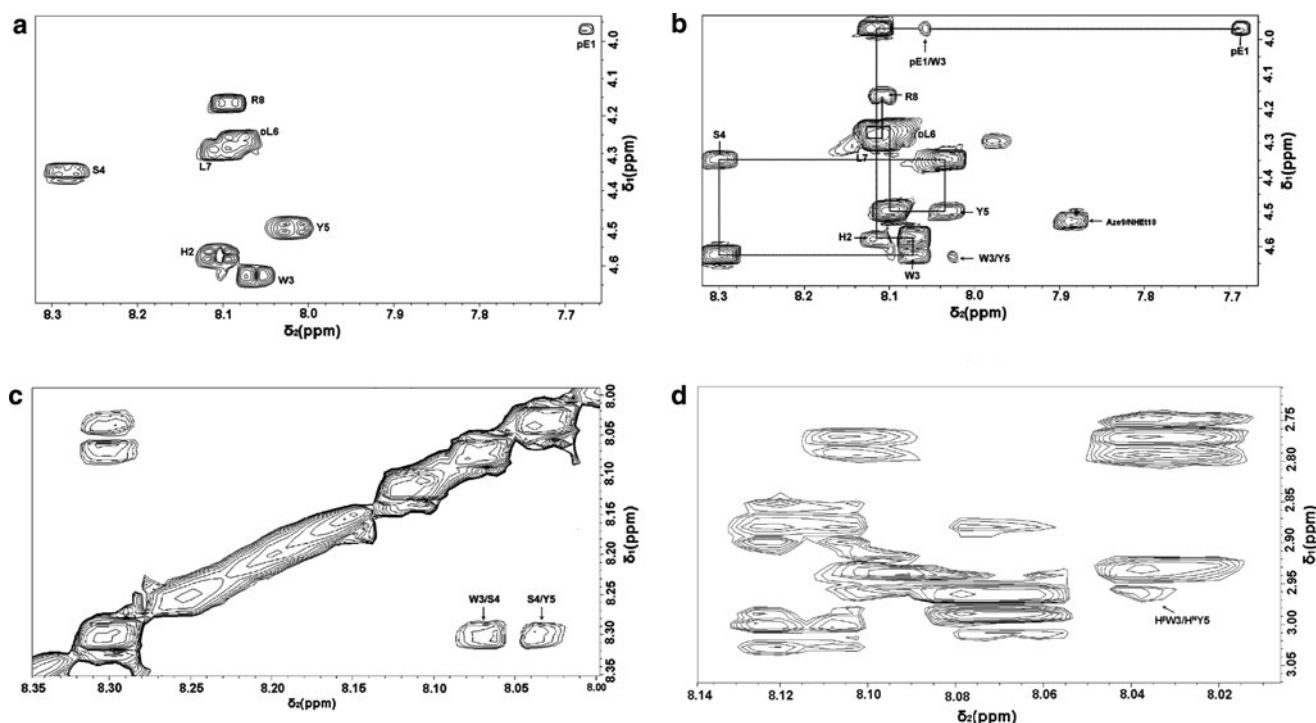 a
pE1
R8
DL6
L7
S4
Y5
H2
W3
4.0
4.1
4.2
4.3
4.4
4.5
4.6
δ₁(ppm)
8.3 8.2 8.1 8.0 7.9 7.8 7.7
δ₂(ppm)
b
pE1/W3
pE1
R8
S4
DL6
L7
Y5
Aze9/NHEt10
H2
W3/Y5
W3
4.0
4.1
4.2
4.3
4.4
4.5
4.6
δ₁(ppm)
8.3 8.2 8.1 8.0 7.9 7.8 7.7
δ₂(ppm)
c
W3/S4 S4/Y5
8.00
8.05
8.10
8.15
8.20
8.25
8.30
8.35
δ₁(ppm)
8.35 8.30 8.25 8.20 8.15 8.10 8.05 8.00
δ₂(ppm)
d
HᵝW3/HᴺY5
2.75
2.80
2.85
2.90
2.95
3.00
3.05
δ₁(ppm)
8.14 8.12 8.10 8.08 8.06 8.04 8.02
δ₂(ppm)